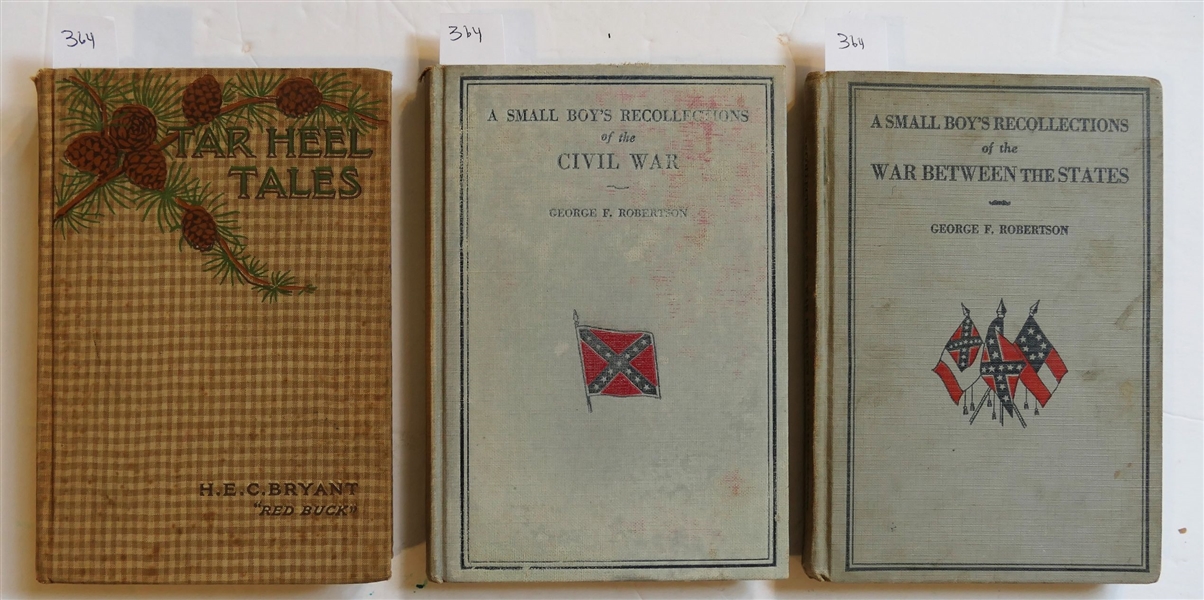 364
TAR HEEL
TALES
H.E.C. BRYANT
"RED BUCK"
364
A SMALL BOY'S RECOLLECTIONS
of the
CIVIL WAR
GEORGE F. ROBERTSON
364
A SMALL BOY'S RECOLLECTIONS
of the
WAR BETWEEN THE STATES
GEORGE F. ROBERTSON